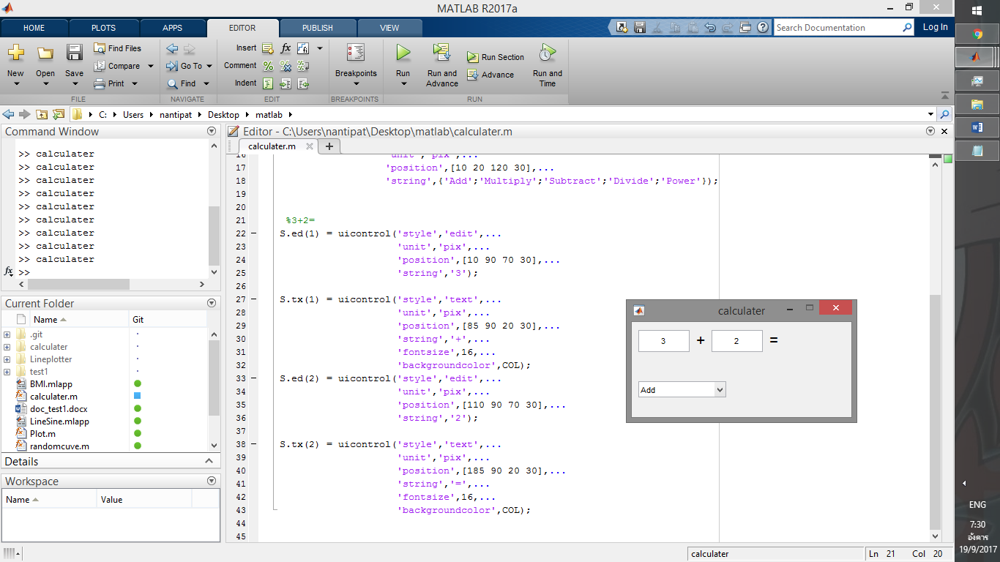 MATLAB R2017a
HOME PLOTS APPS EDITOR PUBLISH VIEW
Search Documentation
Log In
New Open Save
Find Files
Compare
Print
FILE
Go To
Find
NAVIGATE
Insert fx
Comment
Indent
EDIT
Breakpoints
BREAKPOINTS
Run
Run and Advance
Run Section
Advance
Run and Time
RUN
C: Users nantipat Desktop matlab
Command Window
>> calculater
>> calculater
>> calculater
>> calculater
>> calculater
>> calculater
>> calculater
>> calculater
>> calculater
fx >>
Current Folder
Name Git
.git
calculater
Lineplotter
test1
BMI.mlapp
calculater.m
doc_test1.docx
LineSine.mlapp
Plot.m
randomcuve.m
Details
Workspace
Name Value
Editor - C:\Users\nantipat\Desktop\matlab\calculater.m
calculater.m
16 'unit','pix',...
17 'position',[10 20 120 30],...
18 'string',{'Add';'Multiply';'Subtract';'Divide';'Power'});
19
20
21 %3+2=
22 S.ed(1) = uicontrol('style','edit',...
23 'unit','pix',...
24 'position',[10 90 70 30],...
25 'string','3');
26
27 S.tx(1) = uicontrol('style','text',...
28 'unit','pix',...
29 'position',[85 90 20 30],...
30 'string','+',...
31 'fontsize',16,...
32 'backgroundcolor',COL);
33 S.ed(2) = uicontrol('style','edit',...
34 'unit','pix',...
35 'position',[110 90 70 30],...
36 'string','2');
37
38 S.tx(2) = uicontrol('style','text',...
39 'unit','pix',...
40 'position',[185 90 20 30],...
41 'string','=',...
42 'fontsize',16,...
43 'backgroundcolor',COL);
44
45
calculater
3 + 2 =
Add
calculater
Ln 21 Col 20
ENG
7:30
อังคาร
19/9/2017